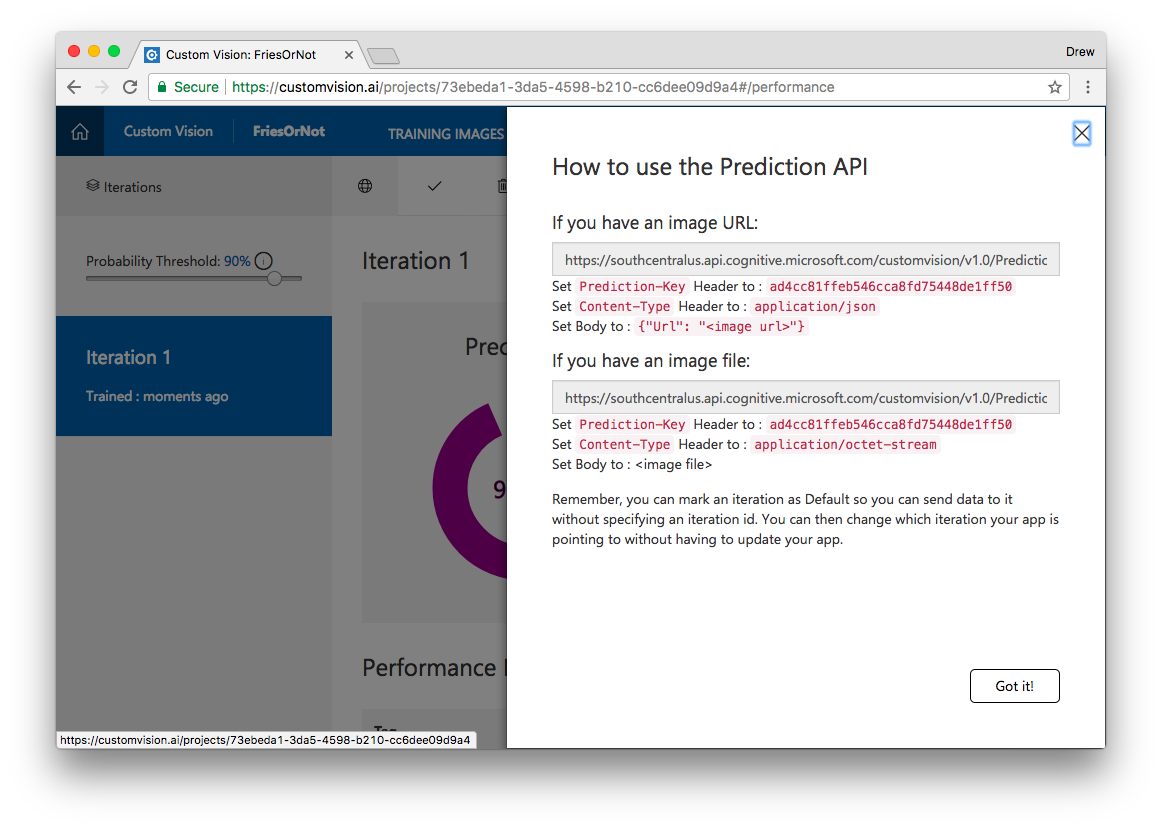 Custom Vision: FriesOrNot
Drew
Secure https://customvision.ai/projects/73ebeda1-3da5-4598-b210-cc6dee09d9a4#/performance
Custom Vision FriesOrNot TRAINING IMAGES
Iterations
Probability Threshold: 90% i
Iteration 1
Trained : moments ago
Iteration 1
Prec
9
Performance
How to use the Prediction API
If you have an image URL:
https://southcentralus.api.cognitive.microsoft.com/customvision/v1.0/Predictic
Set Prediction-Key Header to : ad4cc81ffeb546cca8fd75448de1ff50
Set Content-Type Header to : application/json
Set Body to : {"Url": "<image url>"}
If you have an image file:
https://southcentralus.api.cognitive.microsoft.com/customvision/v1.0/Predictic
Set Prediction-Key Header to : ad4cc81ffeb546cca8fd75448de1ff50
Set Content-Type Header to : application/octet-stream
Set Body to : <image file>
Remember, you can mark an iteration as Default so you can send data to it
without specifying an iteration id. You can then change which iteration your app is
pointing to without having to update your app.
Got it!
https://customvision.ai/projects/73ebeda1-3da5-4598-b210-cc6dee09d9a4